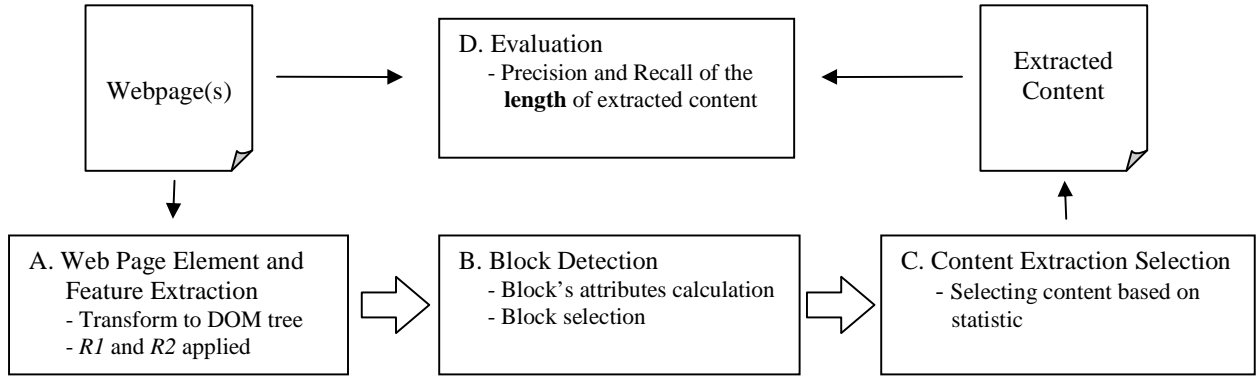 Webpage(s)
D. Evaluation
- Precision and Recall of the
length of extracted content
Extracted
Content
A. Web Page Element and
Feature Extraction
- Transform to DOM tree
- R1 and R2 applied
B. Block Detection
- Block's attributes calculation
- Block selection
C. Content Extraction Selection
- Selecting content based on
statistic